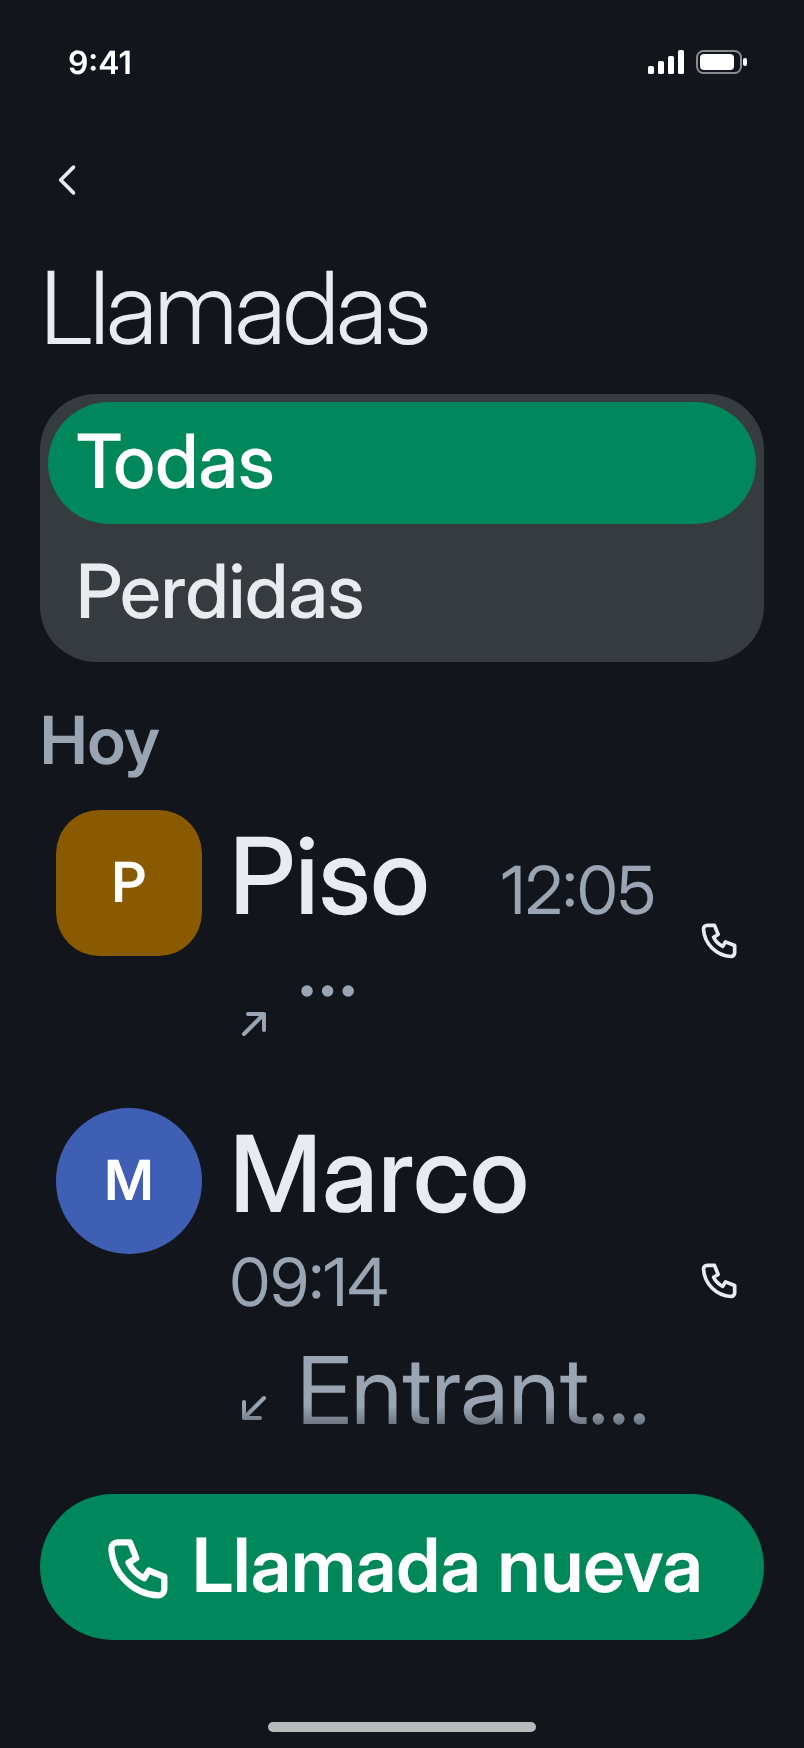 9:41
Llamadas
Todas
Perdidas
Hoy
P
Piso 12:05
...
M
Marco
09:14
Entrant...
Llamada nueva